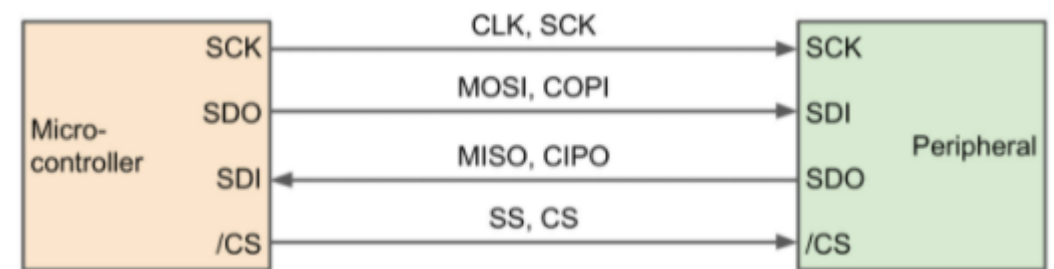 CLK, SCK
SCK
SCK
MOSI, COPI
SDO
SDI
Micro-
controller
Peripheral
MISO, CIPO
SDI
SDO
SS, CS
/CS
/CS